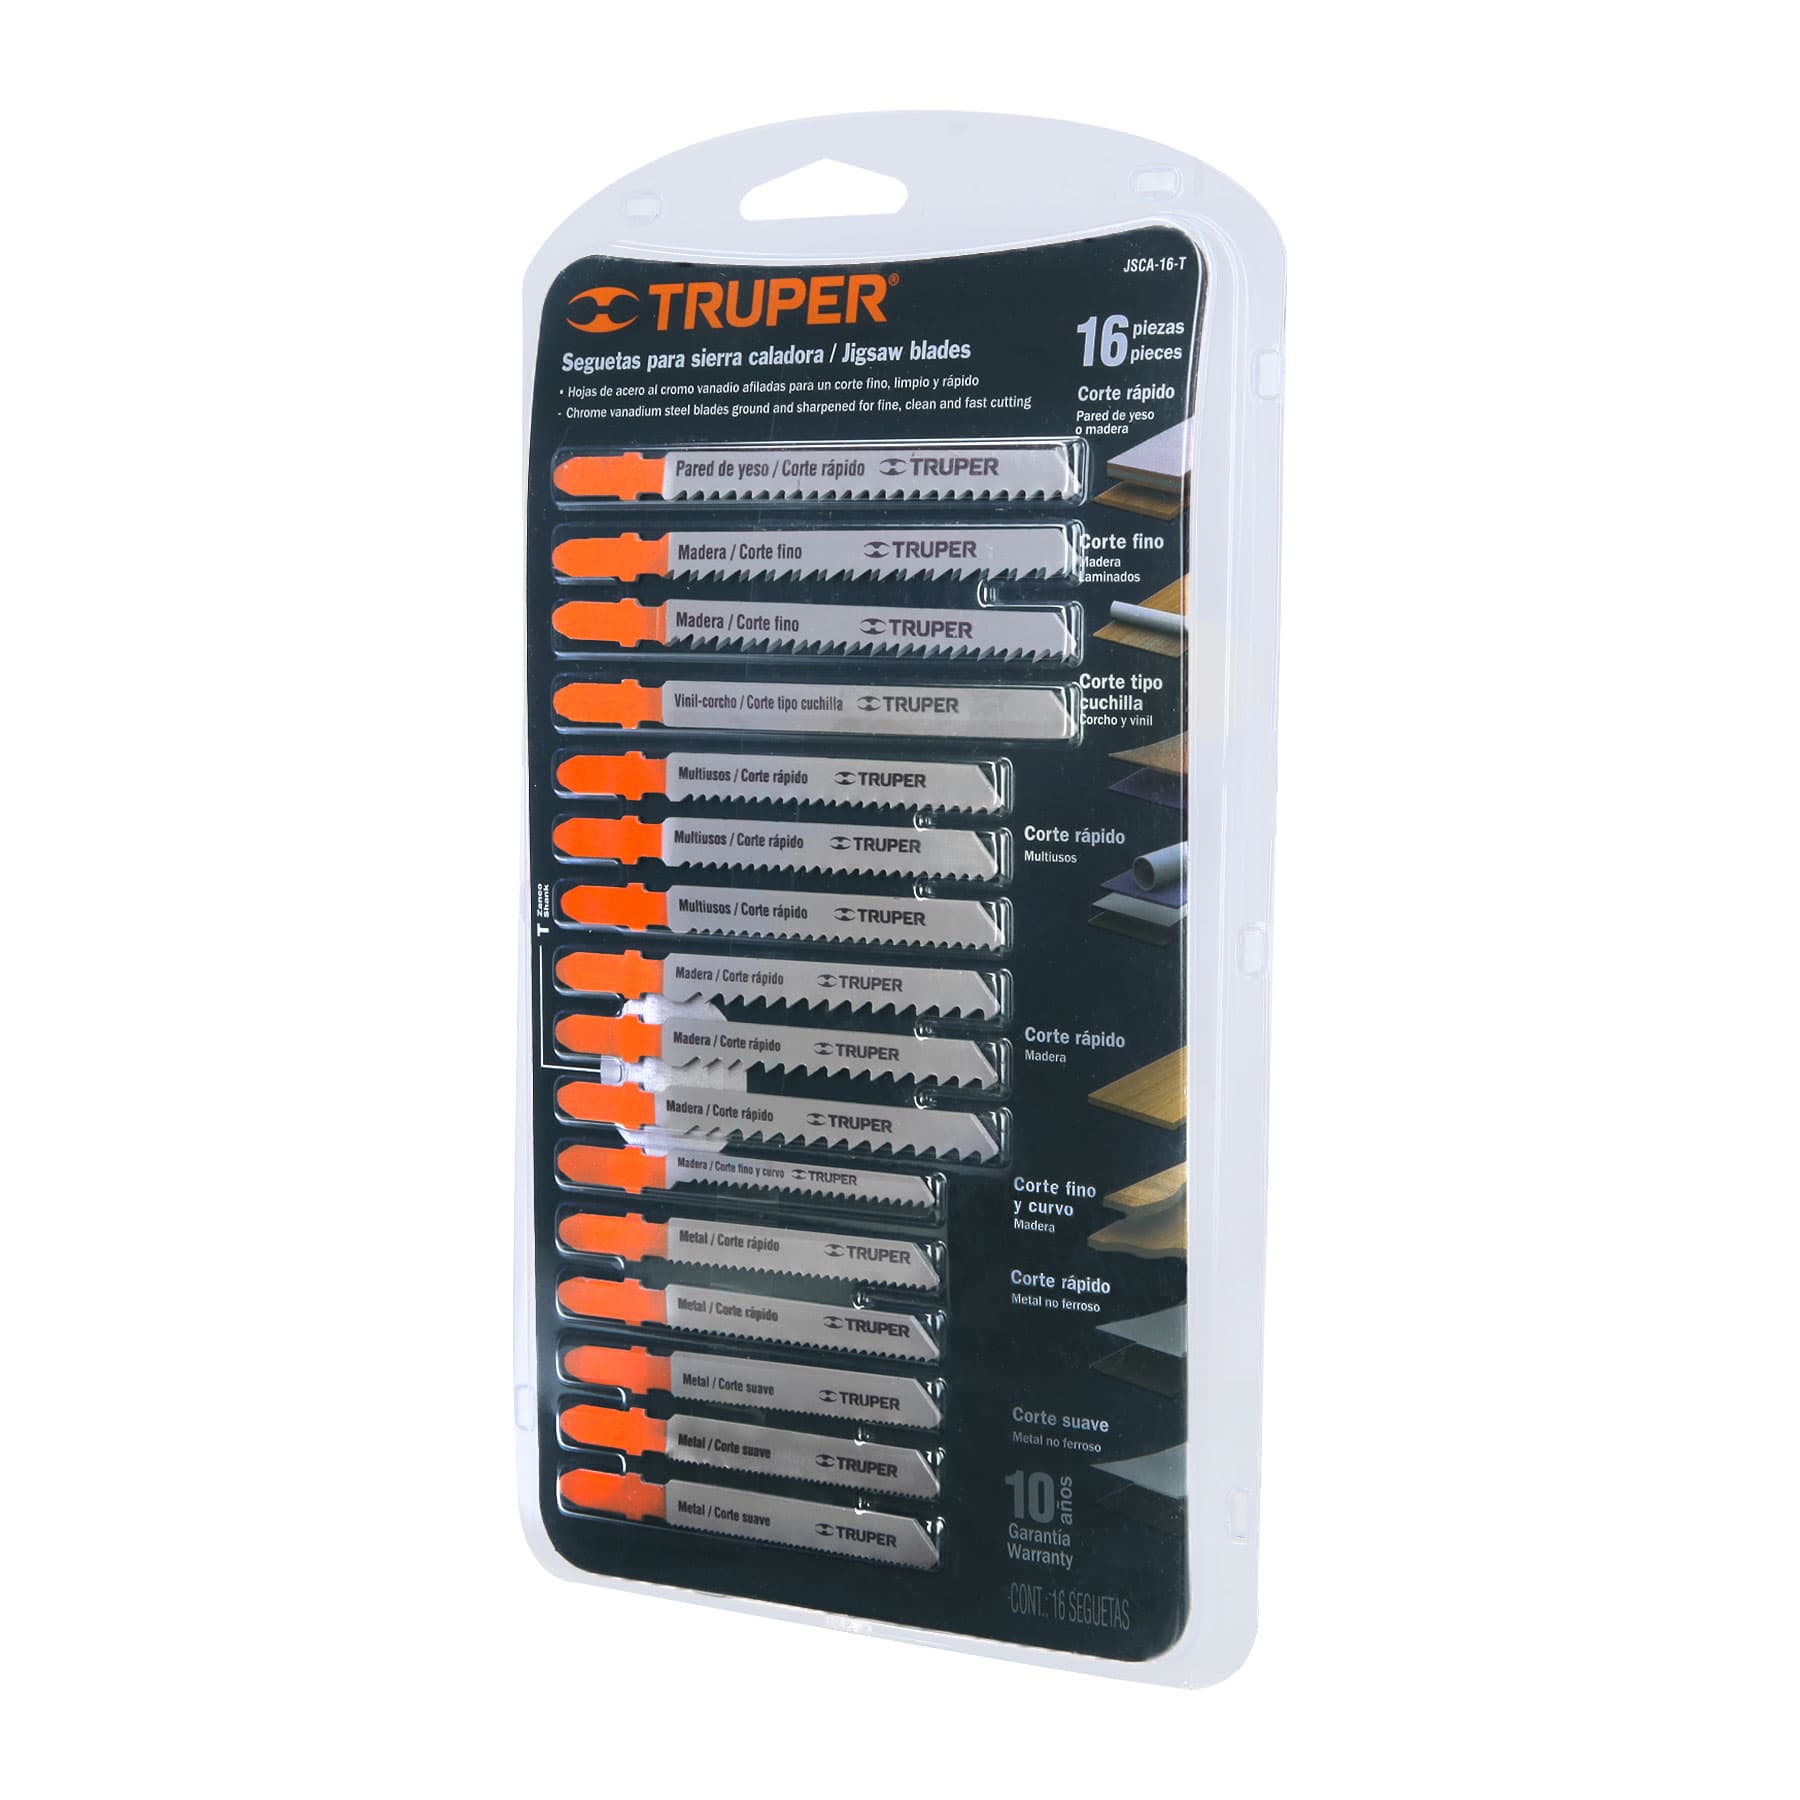 JSCA-16-T
TRUPER®
16 piezas
pieces
Seguetas para sierra caladora / Jigsaw blades
• Hojas de acero al cromo vanadio afiladas para un corte fino, limpio y rápido
- Chrome vanadium steel blades ground and sharpened for fine, clean and fast cutting
Corte rápido
Pared de yeso
o madera
Pared de yeso / Corte rápido TRUPER
Madera / Corte fino TRUPER
Corte fino
Madera
Laminados
Madera / Corte fino TRUPER
Vinil-corcho / Corte tipo cuchilla TRUPER
Corte tipo
cuchilla
Corcho y vinil
Multiusos / Corte rápido TRUPER
Multiusos / Corte rápido TRUPER
Corte rápido
Multiusos
Multiusos / Corte rápido TRUPER
T Zanco
Shank
Madera / Corte rápido TRUPER
Madera / Corte rápido TRUPER
Corte rápido
Madera
Madera / Corte rápido TRUPER
Madera / Corte fino y curvo TRUPER
Corte fino
y curvo
Madera
Metal / Corte rápido TRUPER
Metal / Corte rápido TRUPER
Corte rápido
Metal no ferroso
Metal / Corte suave TRUPER
Metal / Corte suave TRUPER
Corte suave
Metal no ferroso
Metal / Corte suave TRUPER
10 años
Garantía
Warranty
CONT.: 16 SEGUETAS